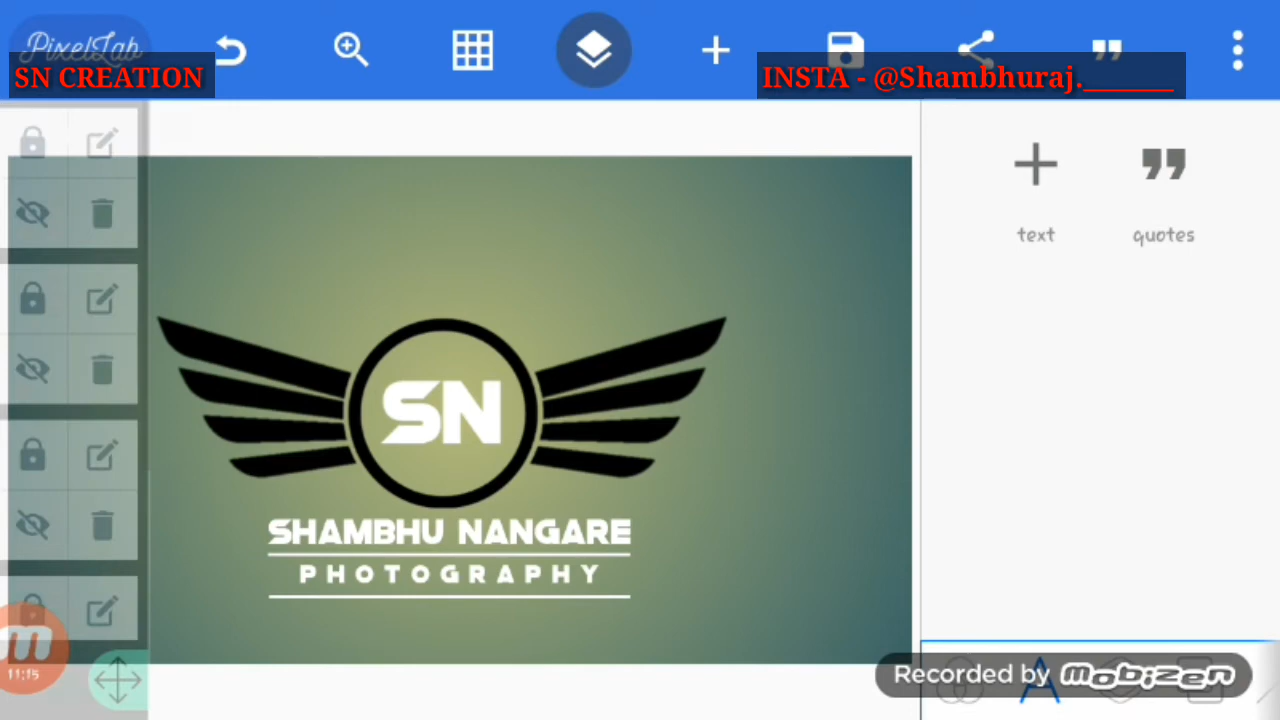 PixelLab
SN CREATION
INSTA - @Shambhuraj._______
text
quotes
SN
SHAMBHU NANGARE
PHOTOGRAPHY
11:15
Recorded by mobizen